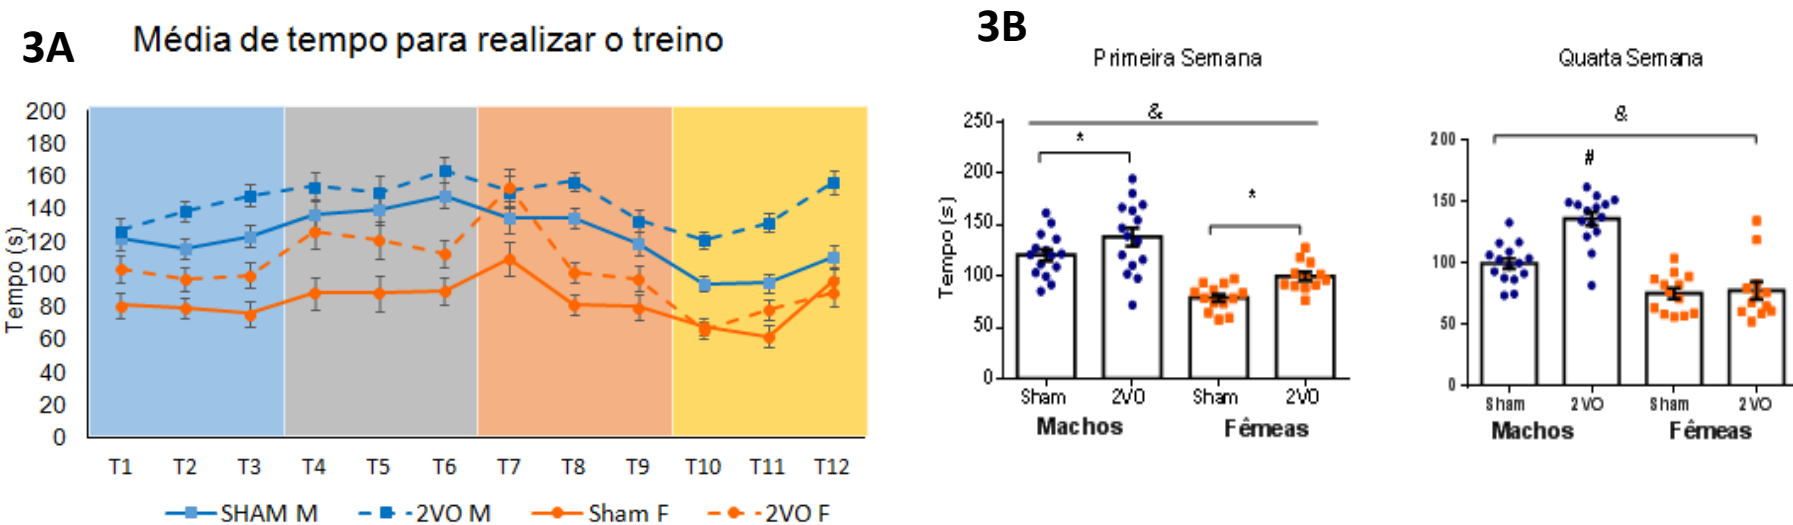 3A
Média de tempo para realizar o treino
Tempo (s)
200
180
160
140
120
100
80
60
40
20
0
T1 T2 T3 T4 T5 T6 T7 T8 T9 T10 T11 T12
SHAM M 2VO M Sham F 2VO F
3B
Primeira Semana
&
*
*
Tempo (s)
250
200
150
100
50
0
Sham 2VO Sham 2VO
Machos Fêmeas
Quarta Semana
&
#
Tempo (s)
200
150
100
50
0
Sham 2VO Sham 2VO
Machos Fêmeas